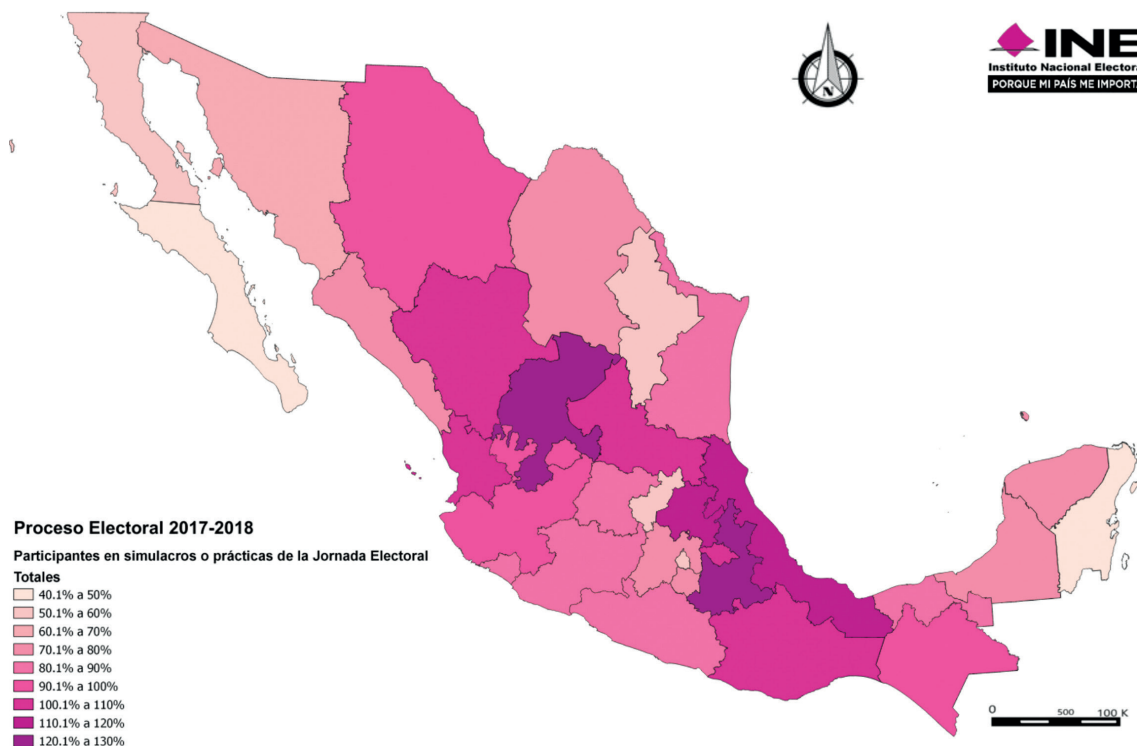 INE
Instituto Nacional Electora
PORQUE MI PAÍS ME IMPORTA
N
Proceso Electoral 2017-2018
Participantes en simulacros o prácticas de la Jornada Electoral
Totales
40.1% a 50%
50.1% a 60%
60.1% a 70%
70.1% a 80%
80.1% a 90%
90.1% a 100%
100.1% a 110%
110.1% a 120%
120.1% a 130%
0 500 100 K